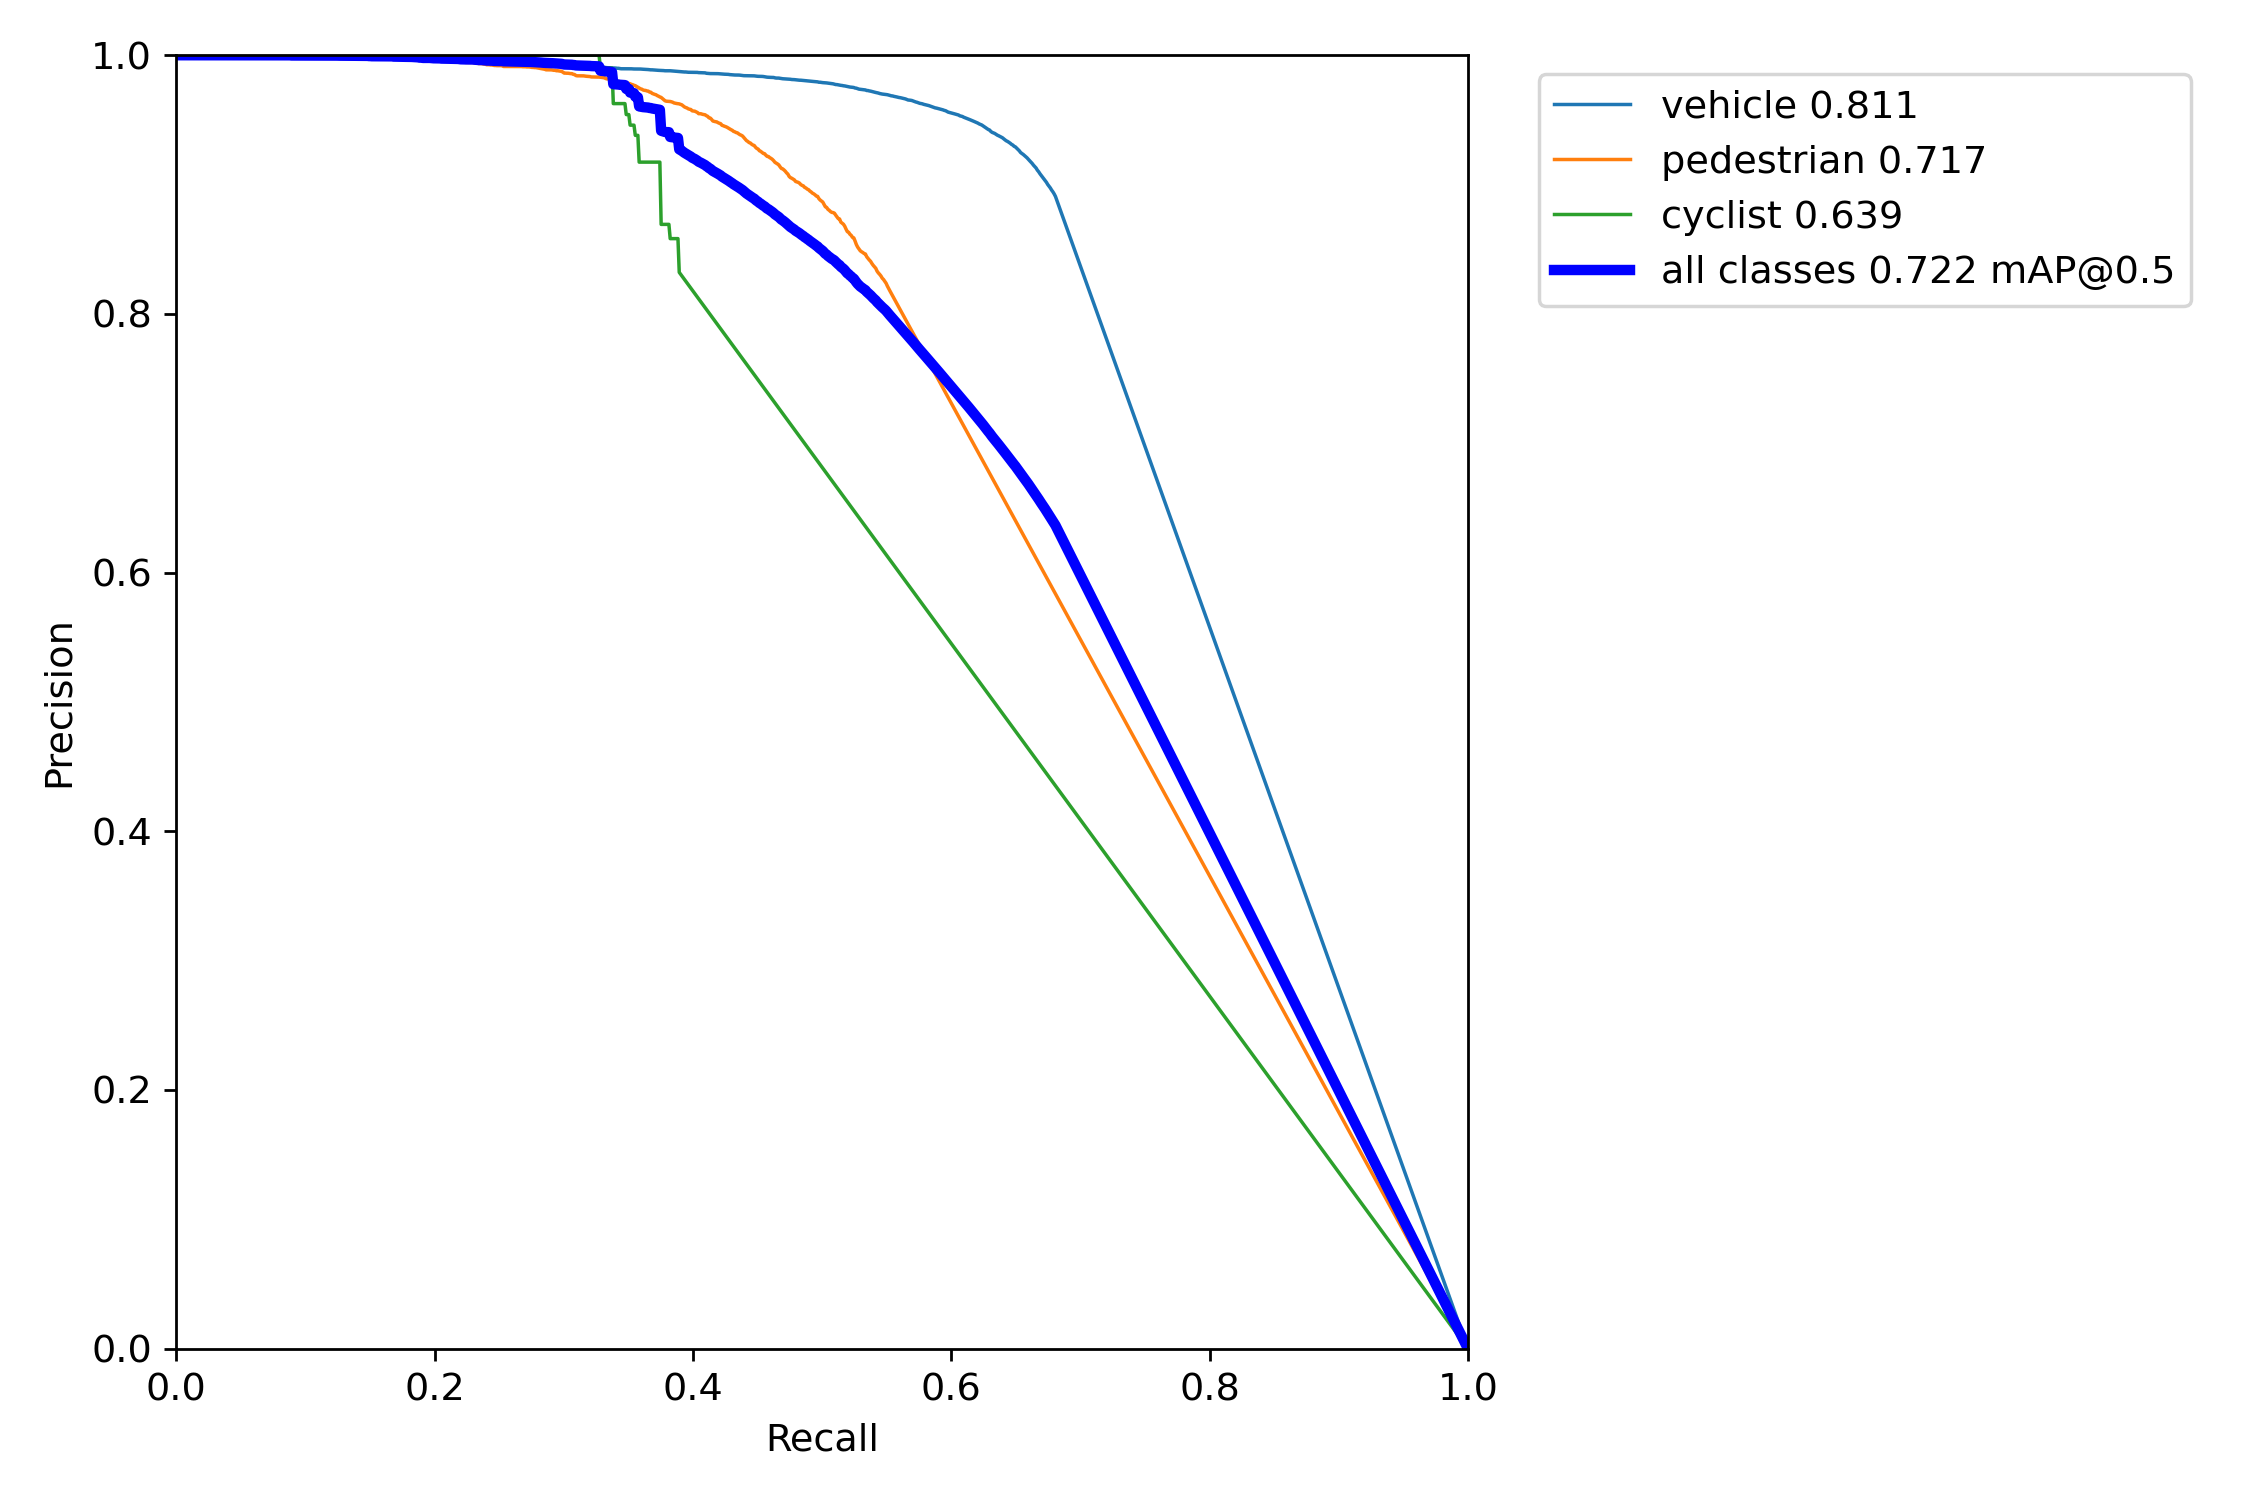 1.0
0.8
0.6
0.4
0.2
0.0
0.0 0.2 0.4 0.6 0.8 1.0
Precision
Recall
vehicle 0.811
pedestrian 0.717
cyclist 0.639
all classes 0.722 mAP@0.5